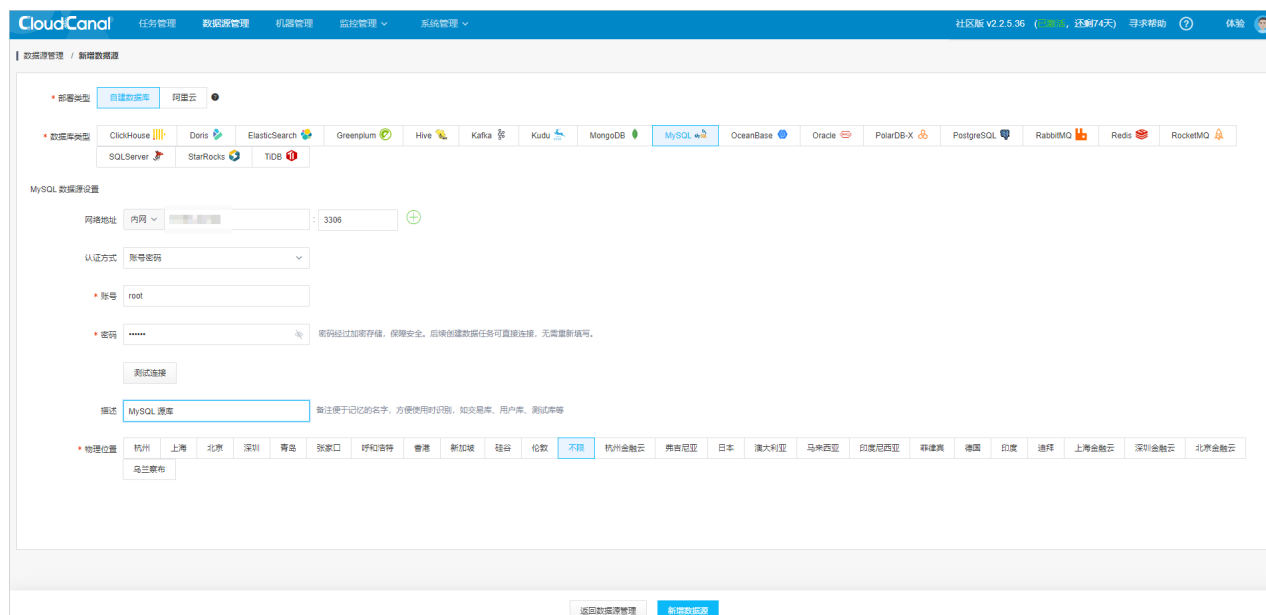 CloudCanal 任务管理 数据源管理 机器管理 监控管理 系统管理 社区版 v2.2.5.36 (已激活, 还剩74天) 寻求帮助 体验
数据源管理 / 新增数据源
* 部署类型 自建数据库 阿里云
* 数据库类型 ClickHouse Doris ElasticSearch Greenplum Hive Kafka Kudu MongoDB MySQL OceanBase Oracle PolarDB-X PostgreSQL RabbitMQ Redis RocketMQ
SQLServer StarRocks TiDB
MySQL 数据源设置
网络地址 内网 : 3306
认证方式 账号密码
* 账号 root
* 密码 •••••• 密码经过加密存储，保障安全。后续创建数据任务可直接连接，无需重新填写。
测试连接
描述 MySQL 源库 备注便于记忆的名字，方便使用时识别，如交易库、用户库、测试库等
* 物理位置 杭州 上海 北京 深圳 青岛 张家口 呼和浩特 香港 新加坡 硅谷 伦敦 不限 杭州金融云 弗吉尼亚 日本 澳大利亚 马来西亚 印度尼西亚 菲律宾 德国 印度 迪拜 上海金融云 深圳金融云 北京金融云
乌兰察布
返回数据源管理 新增数据源